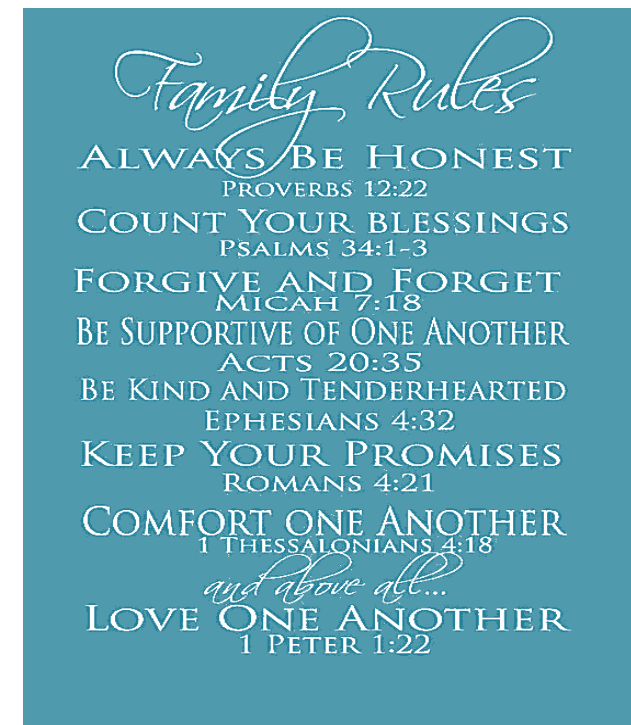 Family Rules
Always Be Honest
Proverbs 12:22
Count Your blessings
Psalms 34:1-3
Forgive and Forget
Micah 7:18
Be Supportive of One Another
Acts 20:35
Be Kind and Tenderhearted
Ephesians 4:32
Keep Your Promises
Romans 4:21
Comfort one Another
1 Thessalonians 4:18
and above all...
Love One Another
1 Peter 1:22